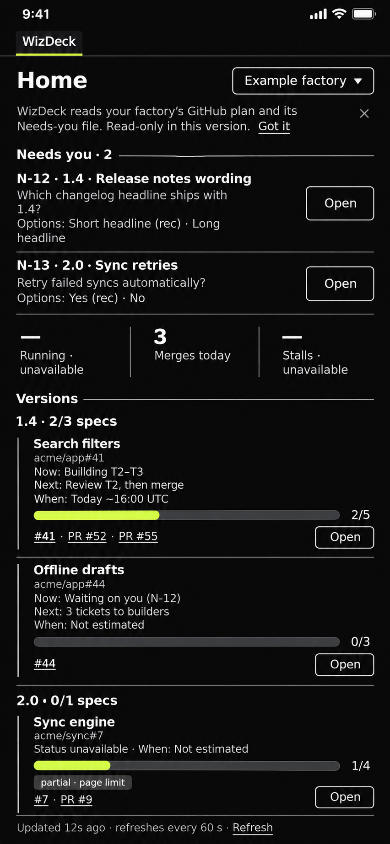 9:41
WizDeck
Home
Example factory
WizDeck reads your factory's GitHub plan and its
Needs-you file. Read-only in this version. Got it
Needs you · 2
N-12 · 1.4 · Release notes wording
Which changelog headline ships with
1.4?
Options: Short headline (rec) · Long
headline
Open
N-13 · 2.0 · Sync retries
Retry failed syncs automatically?
Options: Yes (rec) · No
Open
—
Running ·
unavailable
3
Merges today
—
Stalls ·
unavailable
Versions
1.4 · 2/3 specs
Search filters
acme/app#41
Now: Building T2–T3
Next: Review T2, then merge
When: Today ~16:00 UTC
2/5
#41 · PR #52 · PR #55
Open
Offline drafts
acme/app#44
Now: Waiting on you (N-12)
Next: 3 tickets to builders
When: Not estimated
0/3
#44
Open
2.0 · 0/1 specs
Sync engine
acme/sync#7
Status unavailable · When: Not estimated
1/4
partial · page limit
#7 · PR #9
Open
Updated 12s ago · refreshes every 60 s · Refresh